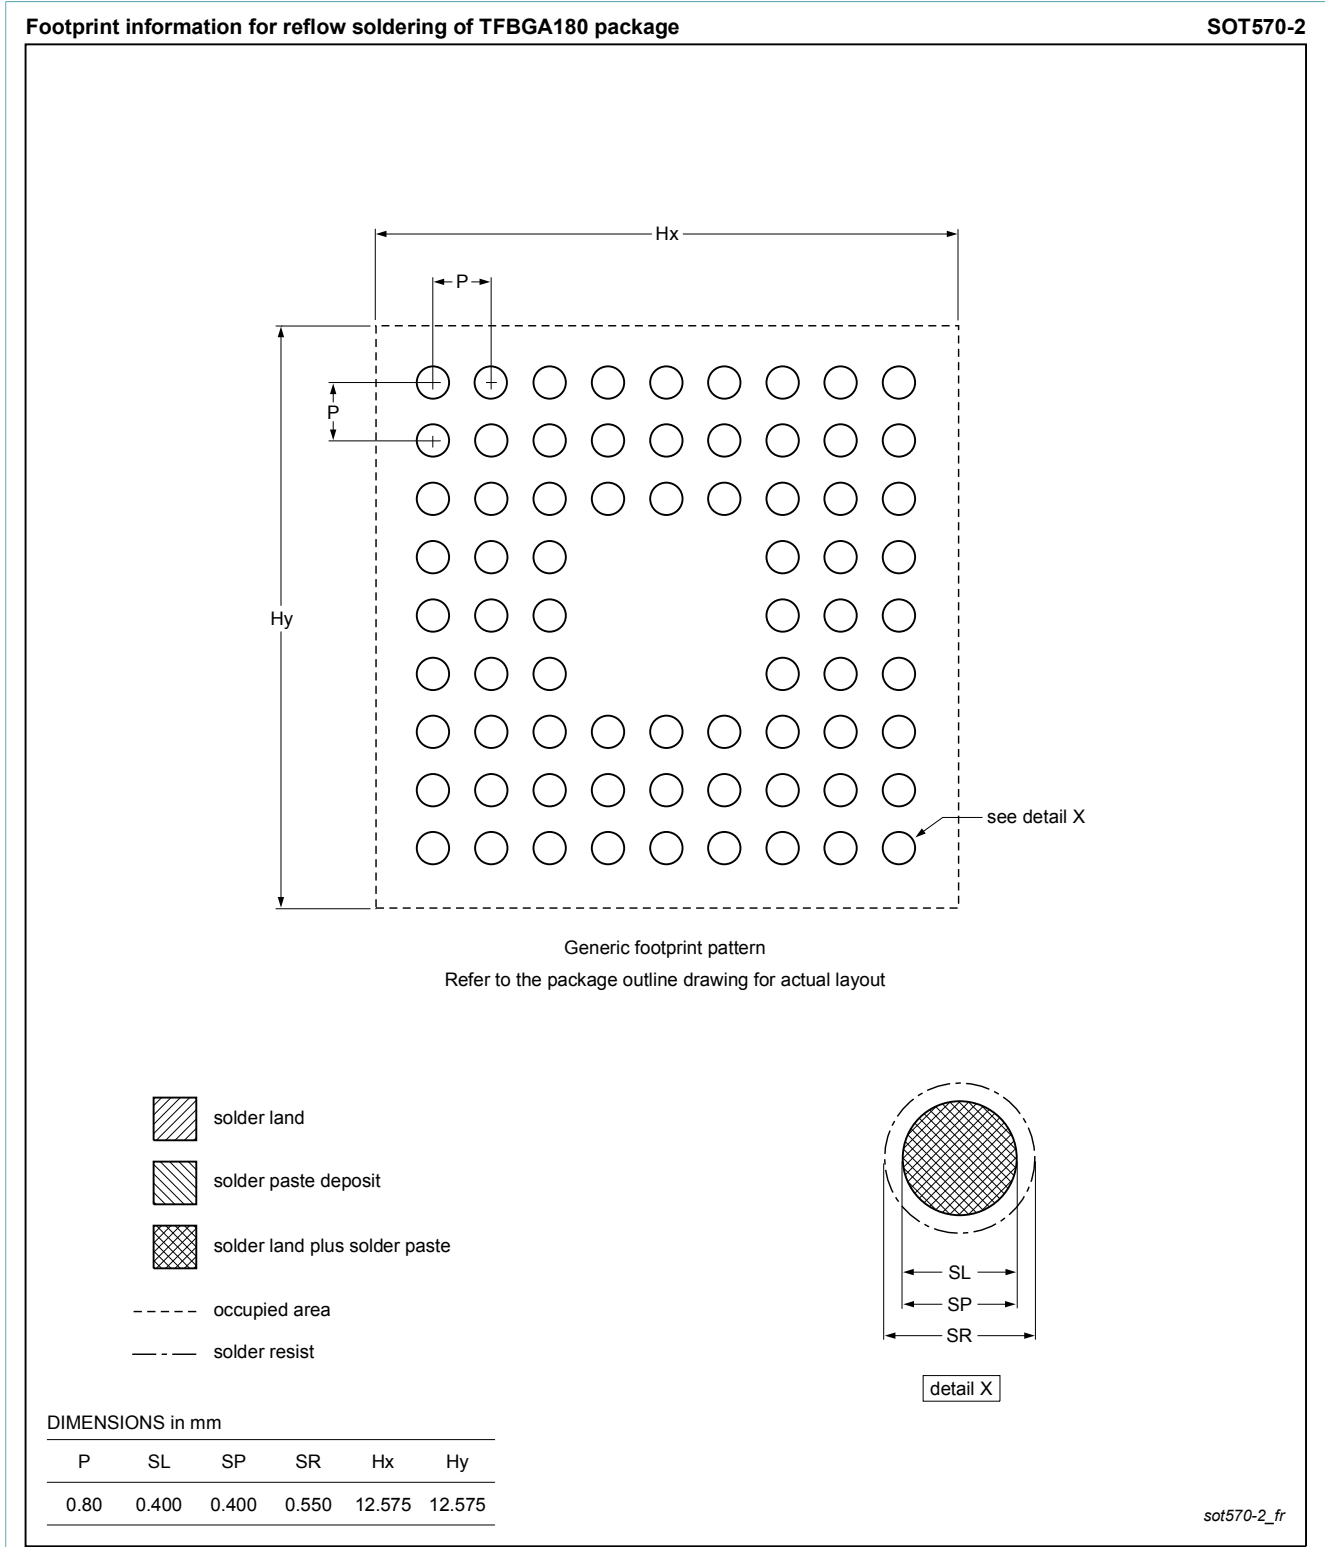 Footprint information for reflow soldering of TFBGA180 package SOT570-2
Hx
P
P
Hy
see detail X
Generic footprint pattern
Refer to the package outline drawing for actual layout
solder land
solder paste deposit
solder land plus solder paste
occupied area
solder resist
SL
SP
SR
detail X
DIMENSIONS in mm
P SL SP SR Hx Hy
0.80 0.400 0.400 0.550 12.575 12.575
sot570-2_fr